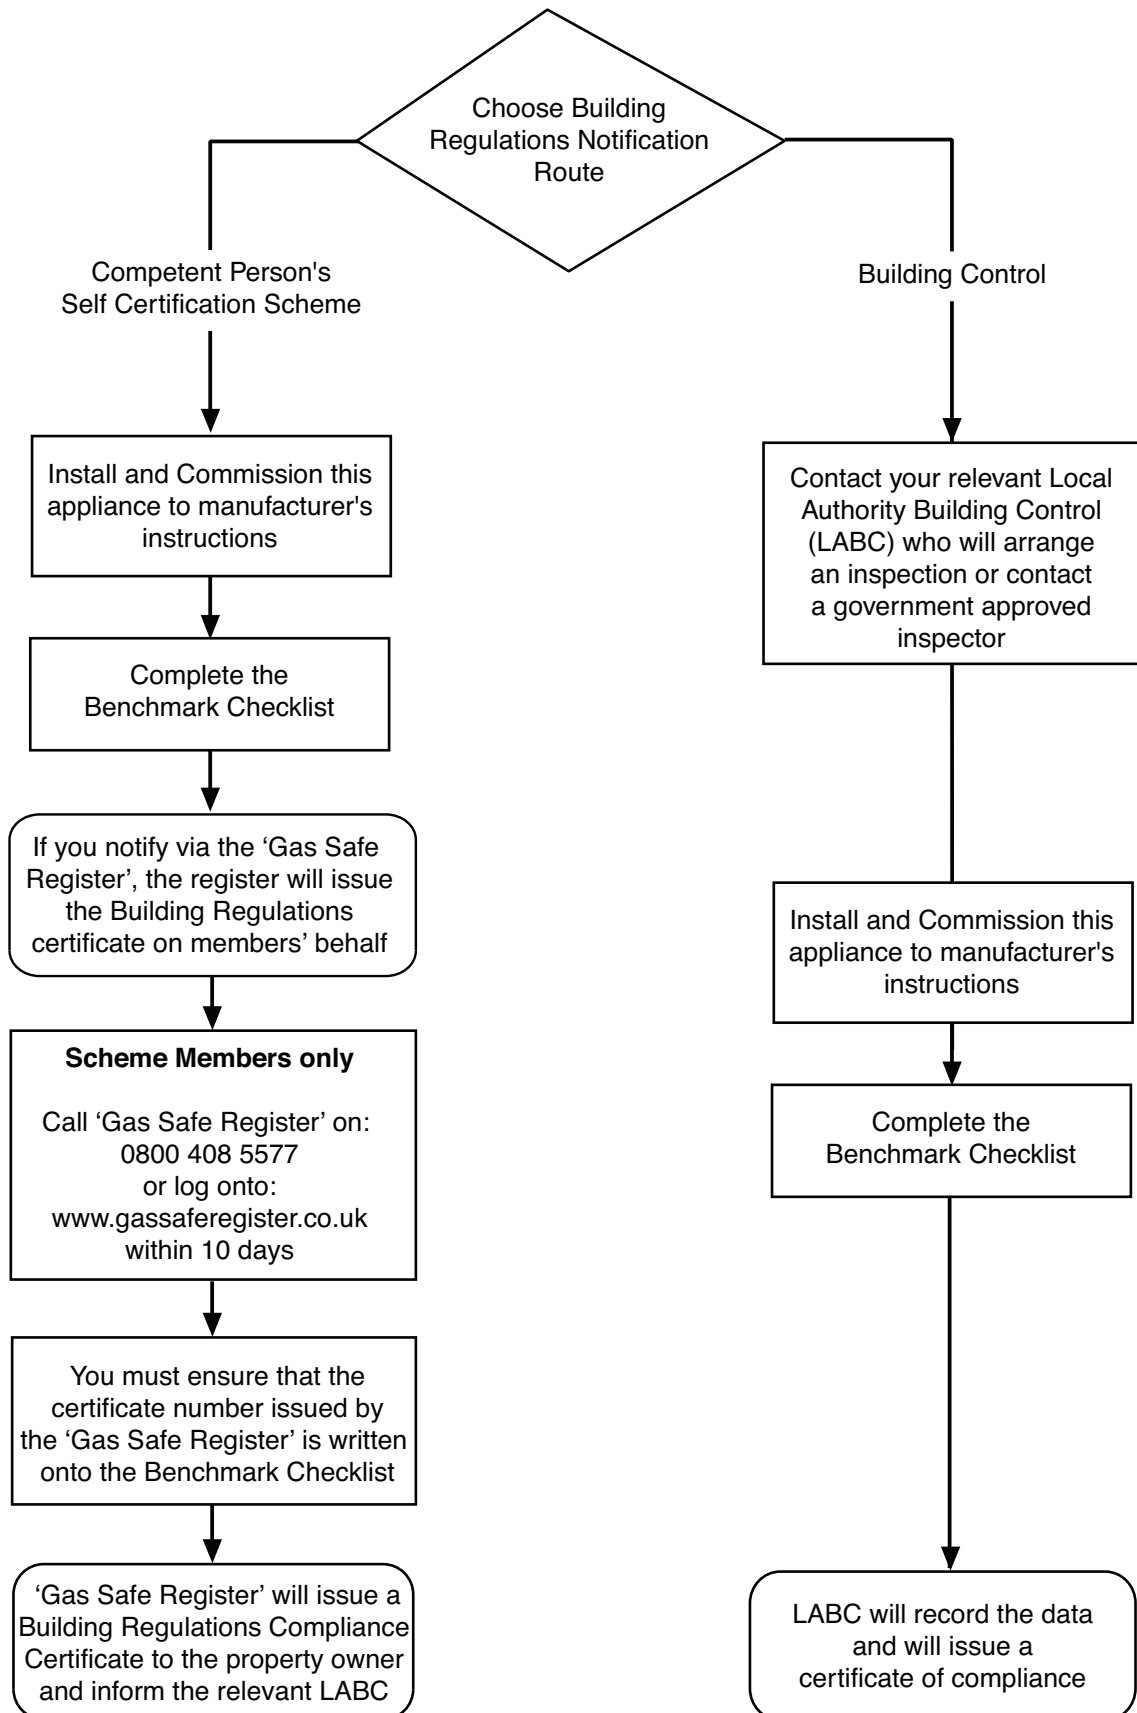 Choose Building
Regulations Notification
Route
Competent Person's
Self Certification Scheme
Building Control
Install and Commission this
appliance to manufacturer's
instructions
Complete the
Benchmark Checklist
If you notify via the ‘Gas Safe
Register’, the register will issue
the Building Regulations
certificate on members’ behalf
Scheme Members only
Call ‘Gas Safe Register’ on:
0800 408 5577
or log onto:
www.gassaferegister.co.uk
within 10 days
You must ensure that the
certificate number issued by
the ‘Gas Safe Register’ is written
onto the Benchmark Checklist
‘Gas Safe Register’ will issue a
Building Regulations Compliance
Certificate to the property owner
and inform the relevant LABC
Contact your relevant Local
Authority Building Control
(LABC) who will arrange
an inspection or contact
a government approved
inspector
Install and Commission this
appliance to manufacturer's
instructions
Complete the
Benchmark Checklist
LABC will record the data
and will issue a
certificate of compliance